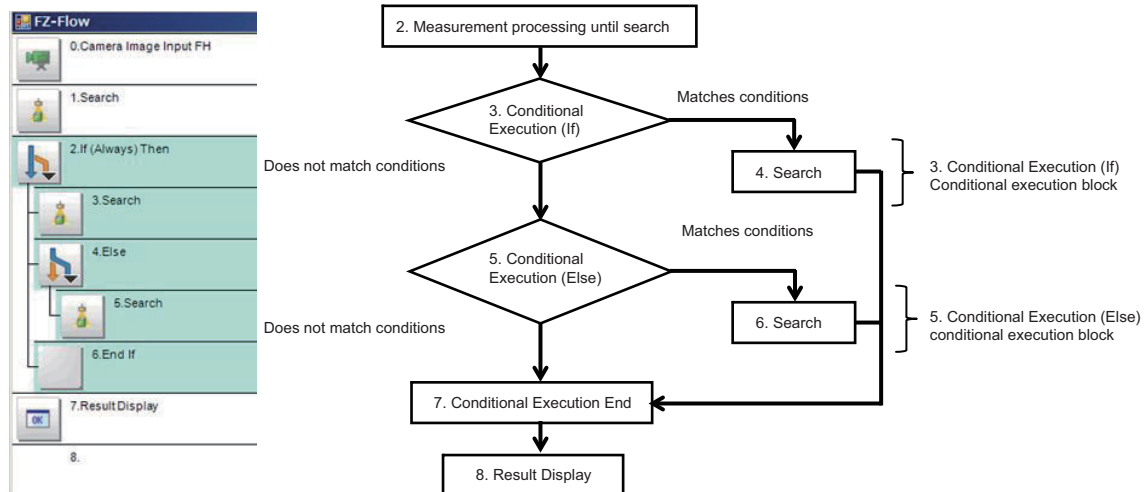 FZ-Flow
0.Camera Image Input FH
1.Search
2.If (Always) Then
3.Search
4.Else
5.Search
6.End If
7.Result Display
OK
8.
2. Measurement processing until search
3. Conditional
Execution (If)
Matches conditions
Does not match conditions
4. Search
3. Conditional Execution (If)
Conditional execution block
5. Conditional
Execution (Else)
Matches conditions
Does not match conditions
6. Search
5. Conditional Execution (Else)
conditional execution block
7. Conditional Execution End
8. Result Display